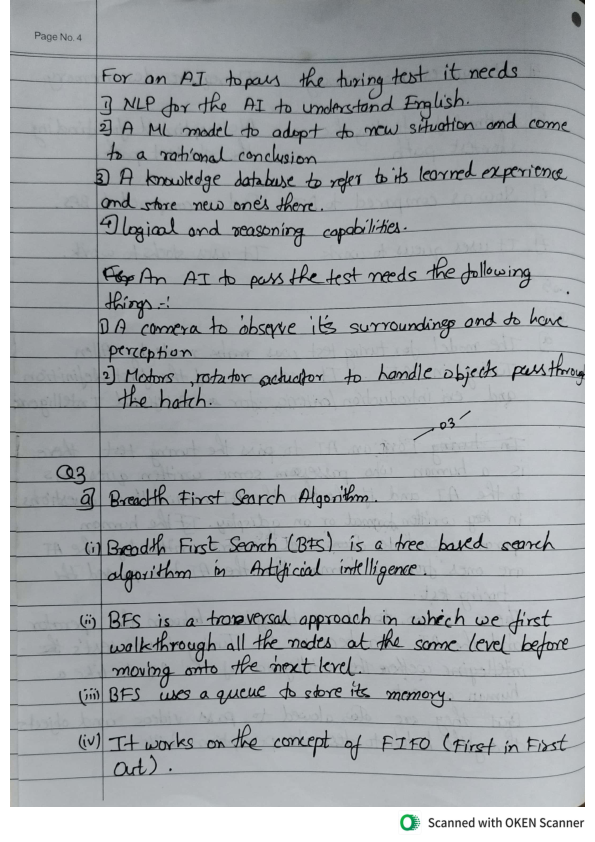 Page No. 4
For an AI to pass the turing test it needs
1] NLP for the AI to understand English.
2] A ML model to adopt to new situation and come
to a rational conclusion
3] A knowledge database to refer to its learned experience
and store new one's there.
4] logical and reasoning capabilities.
An AI to pass the test needs the following
things :-
1) A camera to observe it's surroundings and to have
perception
2] Motors, rotator actuator to handle objects pass through
the hatch.
03
Q3
a] Breadth First Search Algorithm.
(i) Breadth First Search (BFS) is a tree based search
algorithm in Artificial intelligence.
(ii) BFS is a traversal approach in which we first
walkthrough all the nodes at the same level before
moving onto the next level.
(iii) BFS uses a queue to store its memory.
(iv) It works on the concept of FIFO (First in First
Out).
Scanned with OKEN Scanner